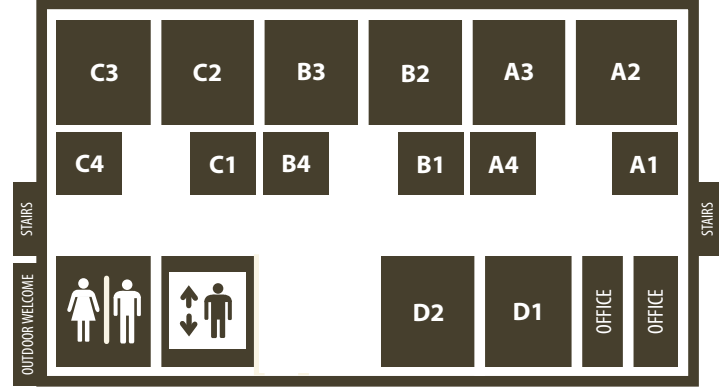 C3
C2
B3
B2
A3
A2
C4
C1
B4
B1
A4
A1
STAIRS
STAIRS
OUTDOOR WELCOME
D2
D1
OFFICE
OFFICE